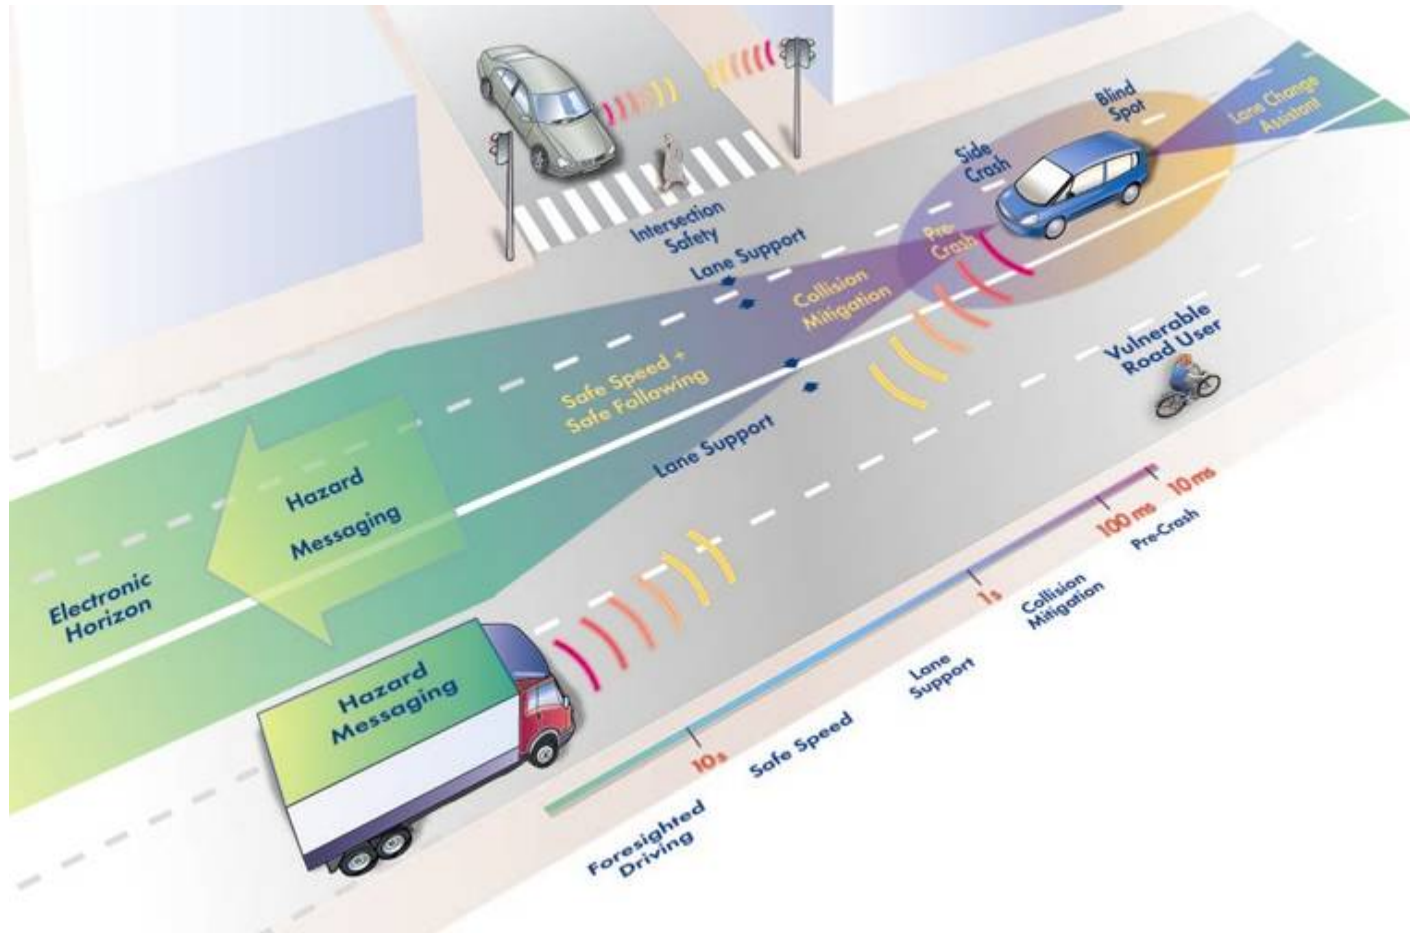 Blind
Spot
Lane Change
Assistant
Side
Crash
Pre-
Crash
Intersection
Safety
Lane Support
Collision
Mitigation
Vulnerable
Road User
Safe Speed +
Safe Following
Lane Support
Hazard
Messaging
Electronic
Horizon
Hazard
Messaging
10 ms
100 ms
Pre-Crash
1s
Collision
Mitigation
Lane
Support
10s
Safe Speed
Foresighted
Driving